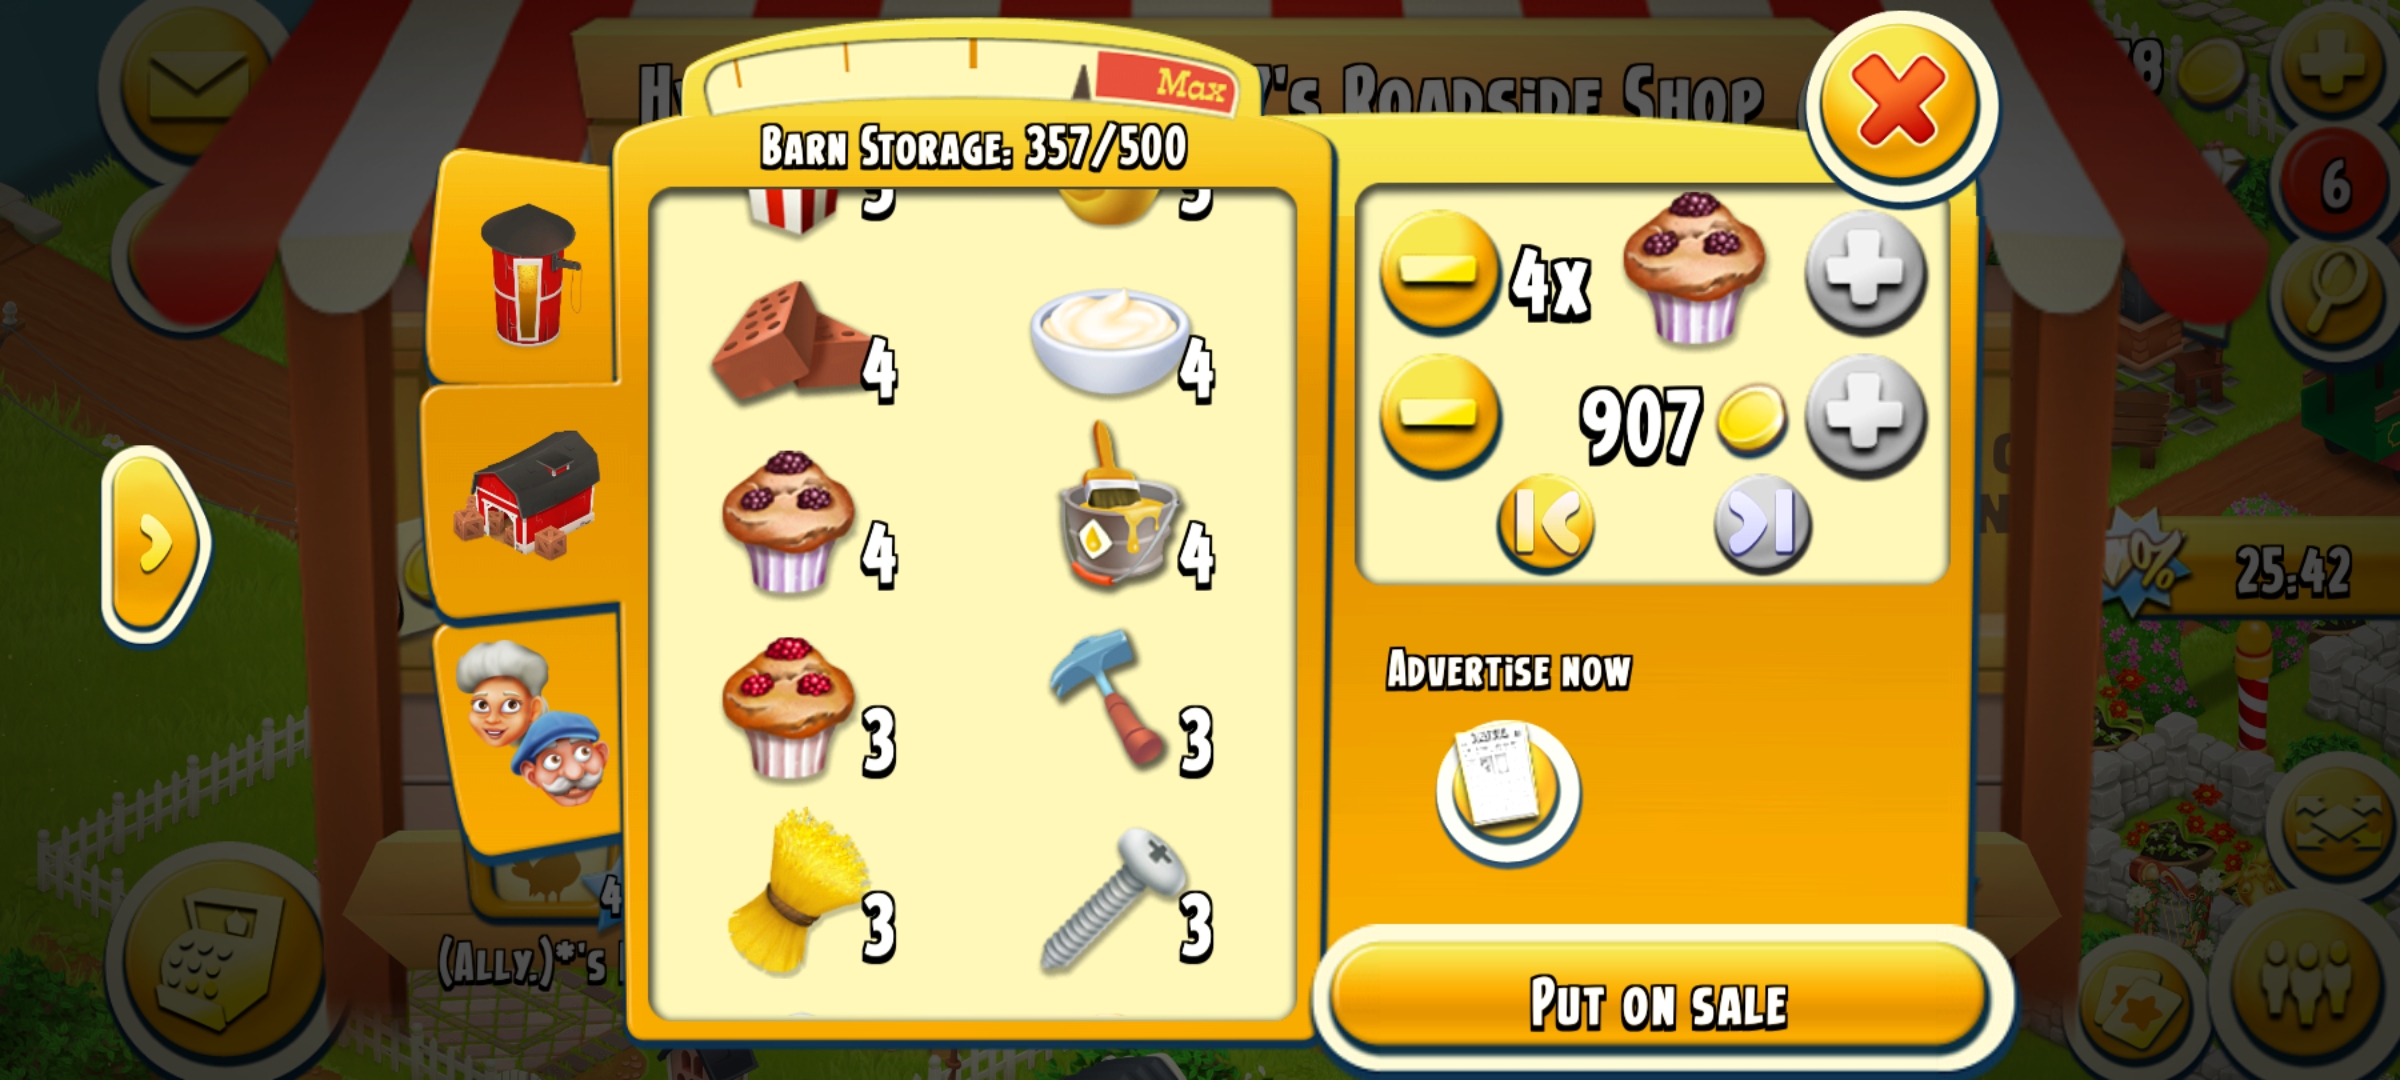 's Roadside Shop
Max
Barn Storage: 357/500
4x
907
4
4
4
4
3
3
3
3
6
25:42
Advertise now
(Ally.)*'s
Put on sale